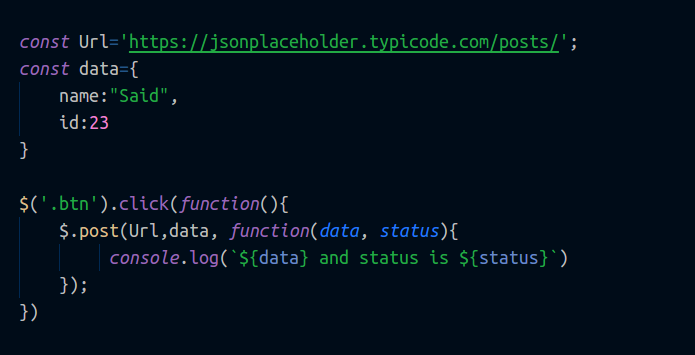 const Url='https://jsonplaceholder.typicode.com/posts/';
const data={
    name:"Said",
    id:23
}

$('.btn').click(function(){
    $.post(Url,data, function(data, status){
        console.log(`${data} and status is ${status}`)
    });
})